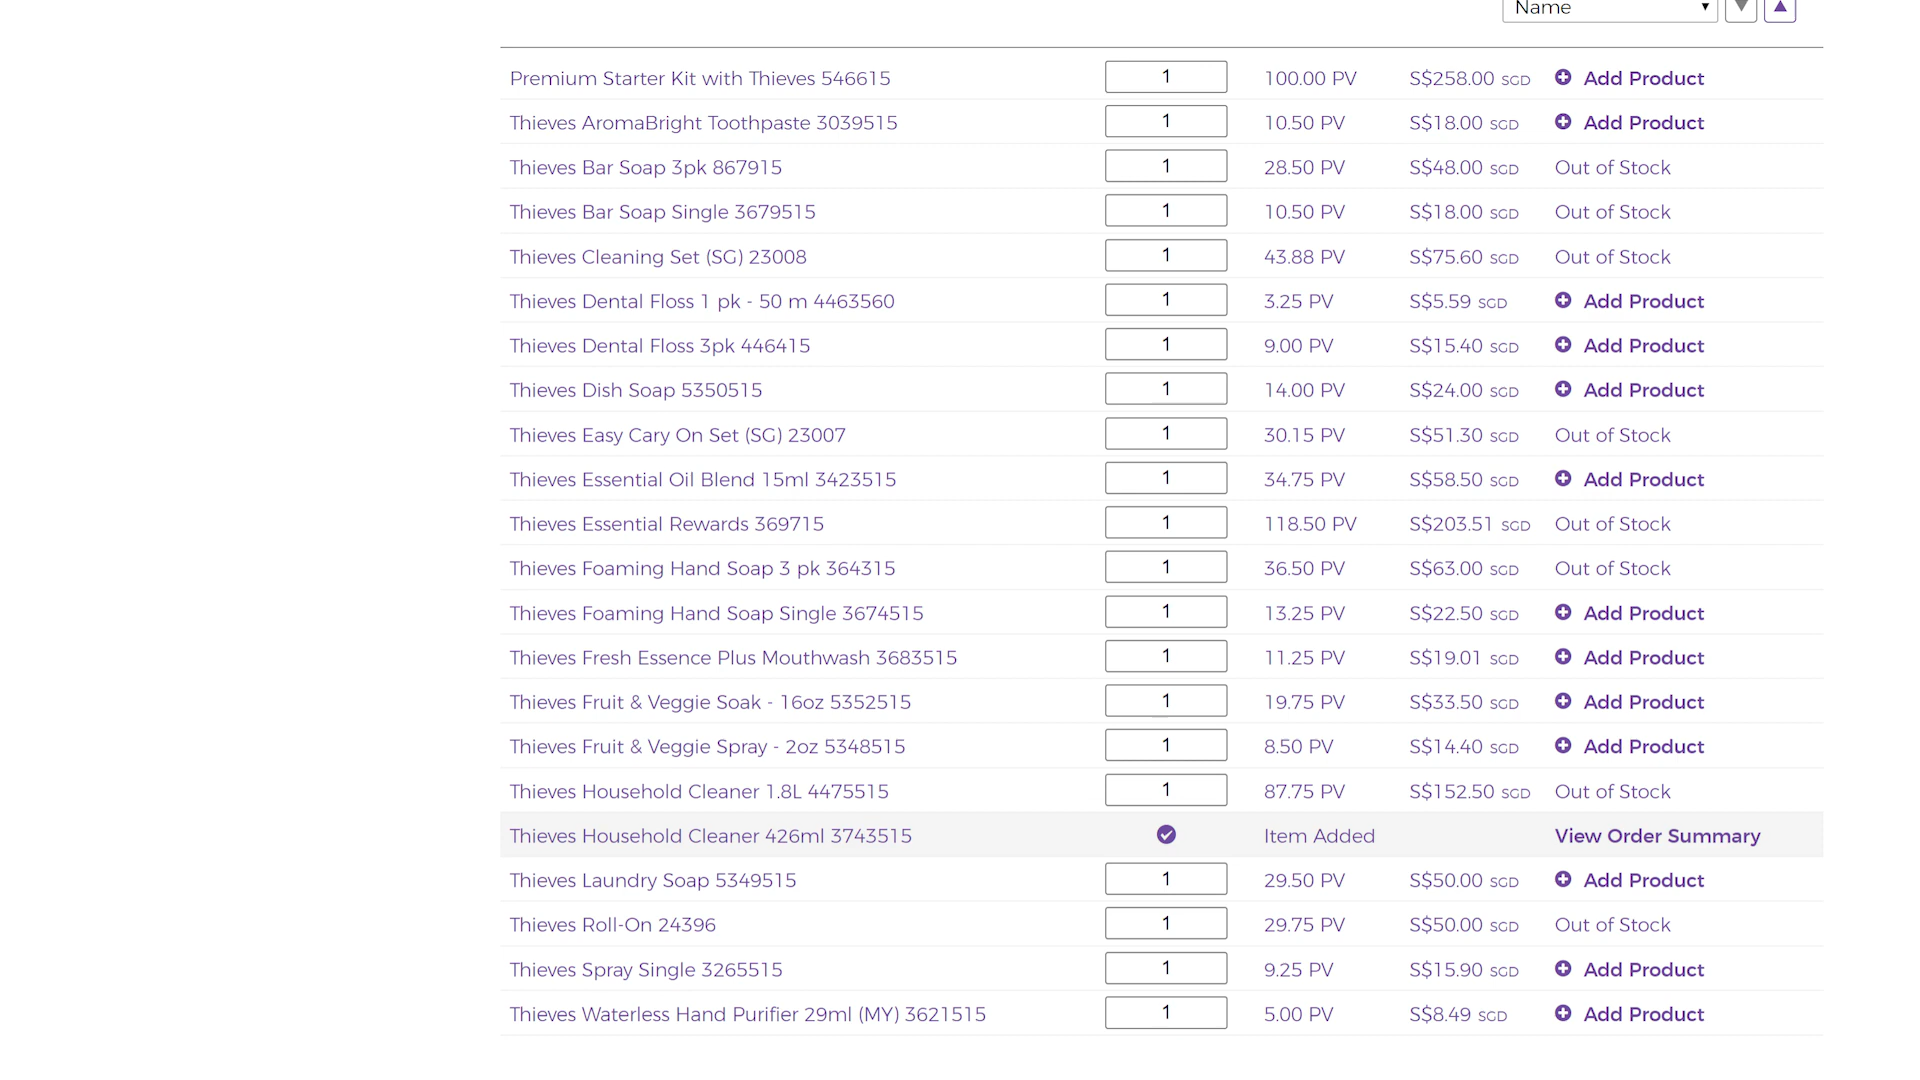 Name
Premium Starter Kit with Thieves 546615 1 100.00 PV S$258.00 SGD Add Product
Thieves AromaBright Toothpaste 3039515 1 10.50 PV S$18.00 SGD Add Product
Thieves Bar Soap 3pk 867915 1 28.50 PV S$48.00 SGD Out of Stock
Thieves Bar Soap Single 3679515 1 10.50 PV S$18.00 SGD Out of Stock
Thieves Cleaning Set (SG) 23008 1 43.88 PV S$75.60 SGD Out of Stock
Thieves Dental Floss 1 pk - 50 m 4463560 1 3.25 PV S$5.59 SGD Add Product
Thieves Dental Floss 3pk 446415 1 9.00 PV S$15.40 SGD Add Product
Thieves Dish Soap 5350515 1 14.00 PV S$24.00 SGD Add Product
Thieves Easy Cary On Set (SG) 23007 1 30.15 PV S$51.30 SGD Out of Stock
Thieves Essential Oil Blend 15ml 3423515 1 34.75 PV S$58.50 SGD Add Product
Thieves Essential Rewards 369715 1 118.50 PV S$203.51 SGD Out of Stock
Thieves Foaming Hand Soap 3 pk 364315 1 36.50 PV S$63.00 SGD Out of Stock
Thieves Foaming Hand Soap Single 3674515 1 13.25 PV S$22.50 SGD Add Product
Thieves Fresh Essence Plus Mouthwash 3683515 1 11.25 PV S$19.01 SGD Add Product
Thieves Fruit & Veggie Soak - 16oz 5352515 1 19.75 PV S$33.50 SGD Add Product
Thieves Fruit & Veggie Spray - 2oz 5348515 1 8.50 PV S$14.40 SGD Add Product
Thieves Household Cleaner 1.8L 4475515 1 87.75 PV S$152.50 SGD Out of Stock
Thieves Household Cleaner 426ml 3743515 Item Added View Order Summary
Thieves Laundry Soap 5349515 1 29.50 PV S$50.00 SGD Add Product
Thieves Roll-On 24396 1 29.75 PV S$50.00 SGD Out of Stock
Thieves Spray Single 3265515 1 9.25 PV S$15.90 SGD Add Product
Thieves Waterless Hand Purifier 29ml (MY) 3621515 1 5.00 PV S$8.49 SGD Add Product